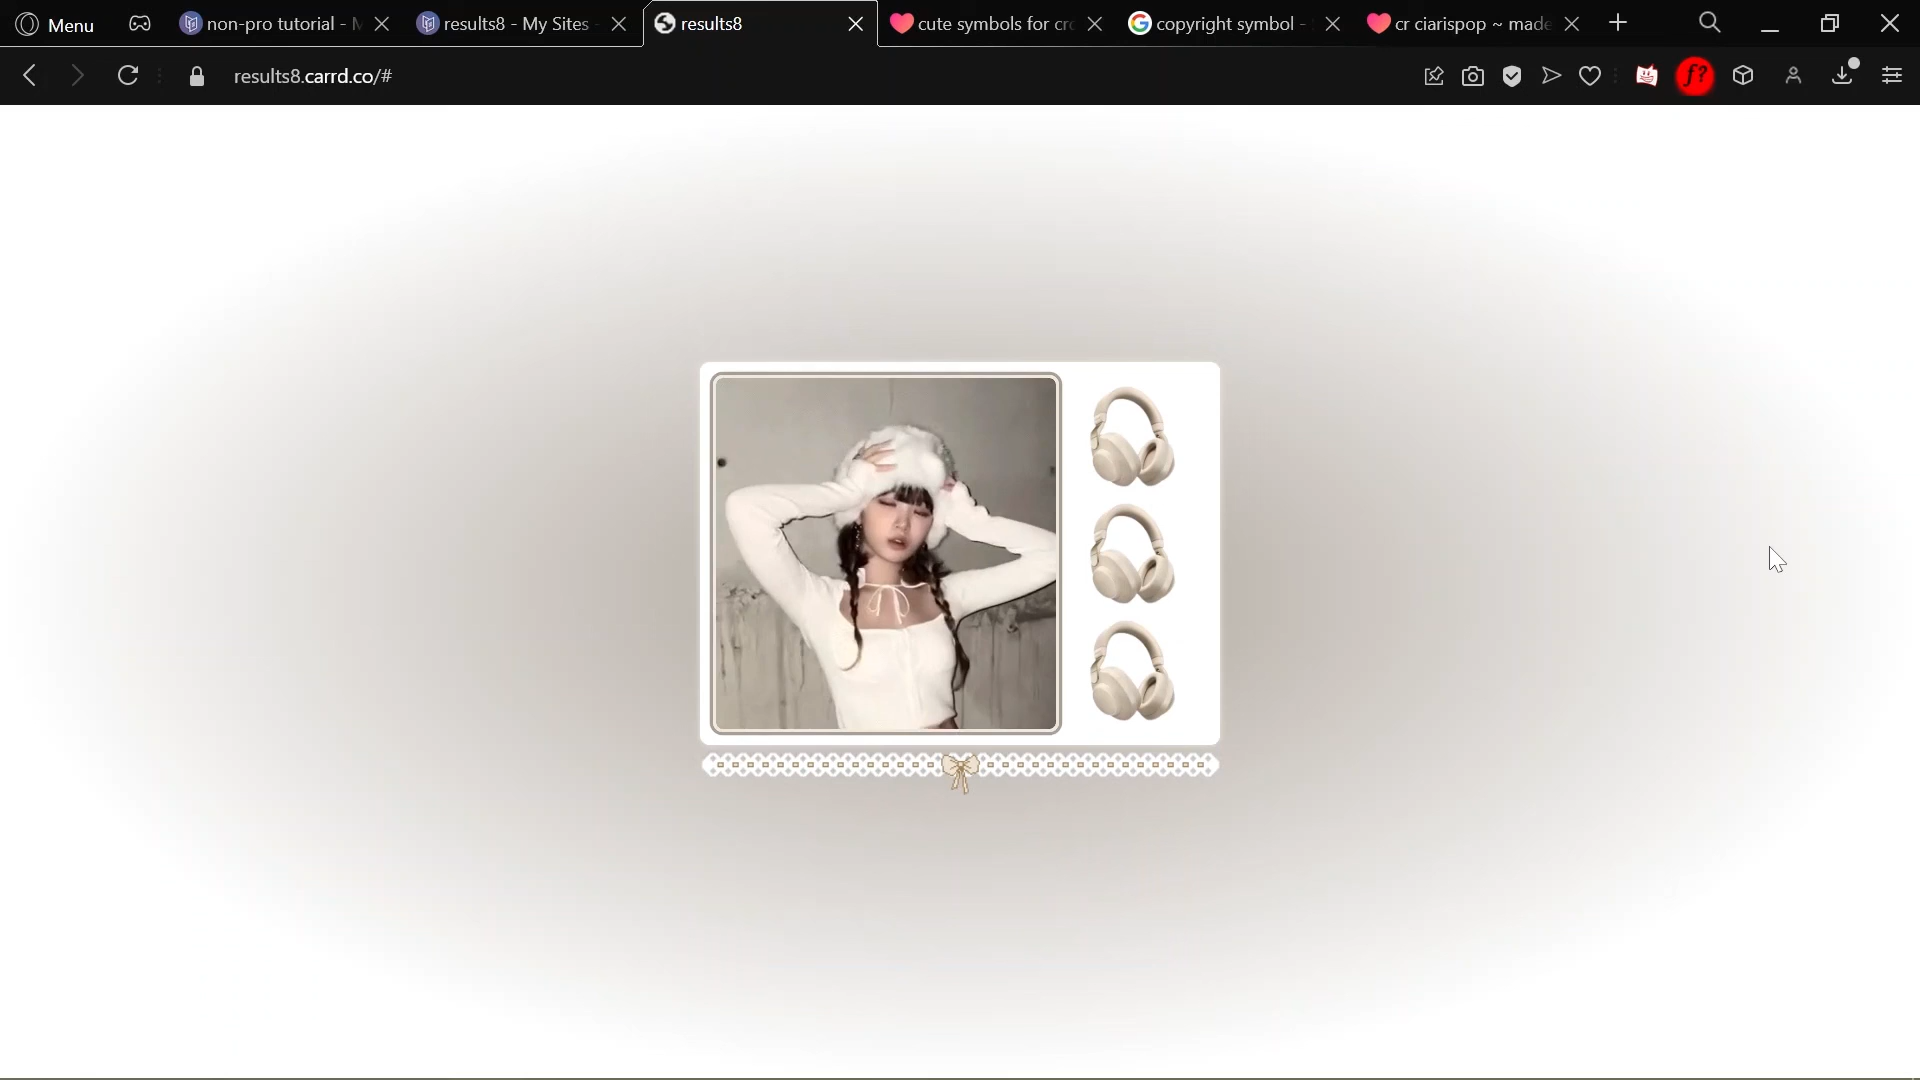 Menu
non-pro tutorial - M
results8 - My Sites -
results8
cute symbols for crc
copyright symbol -
cr ciarispop ~ made
results8.carrd.co/#
f?